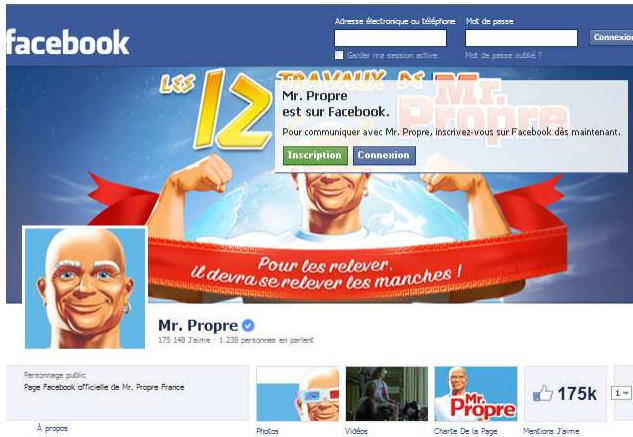 Adresse électronique ou téléphone
Mot de passe
facebook
Connexion
Garder ma session active
Mot de passe oublié ?
LES 12 TRAVAUX DE Mr. Propre
Mr. Propre
est sur Facebook.
Pour communiquer avec Mr. Propre, inscrivez-vous sur Facebook dès maintenant.
Inscription
Connexion
Pour les relever,
il devra se relever les manches !
Mr. Propre
175 148 J'aime · 1 238 personnes en parlent
Personnage public
Page Facebook officielle de Mr. Propre France
À propos
Mr. Propre
175k
1
Photos
Vidéos
Charte De la Page
Mentions J'aime